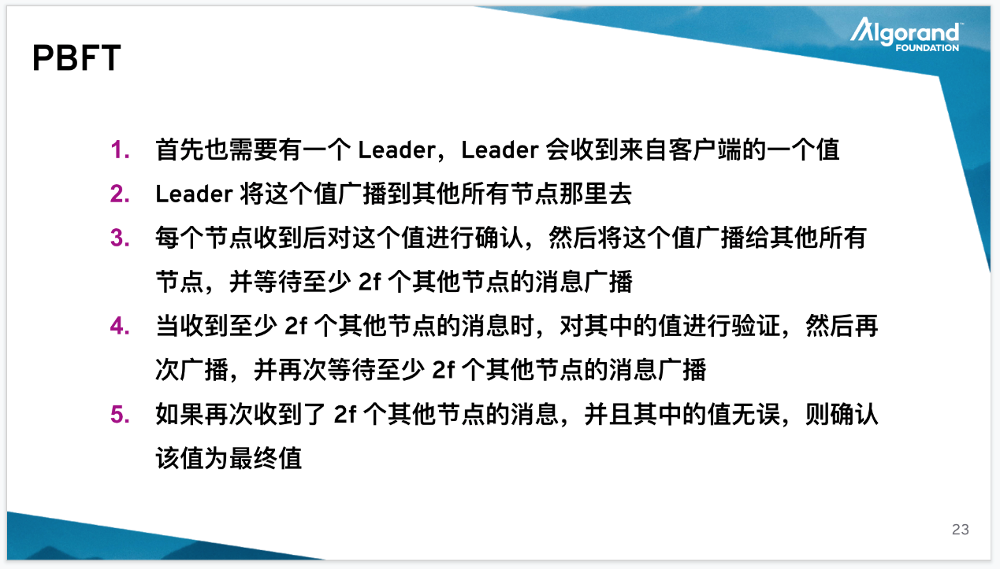 Algorand™
FOUNDATION
PBFT
1. 首先也需要有一个 Leader，Leader 会收到来自客户端的一个值
2. Leader 将这个值广播到其他所有节点那里去
3. 每个节点收到后对这个值进行确认，然后将这个值广播给其他所有
节点，并等待至少 2f 个其他节点的消息广播
4. 当收到至少 2f 个其他节点的消息时，对其中的值进行验证，然后再
次广播，并再次等待至少 2f 个其他节点的消息广播
5. 如果再次收到了 2f 个其他节点的消息，并且其中的值无误，则确认
该值为最终值
23